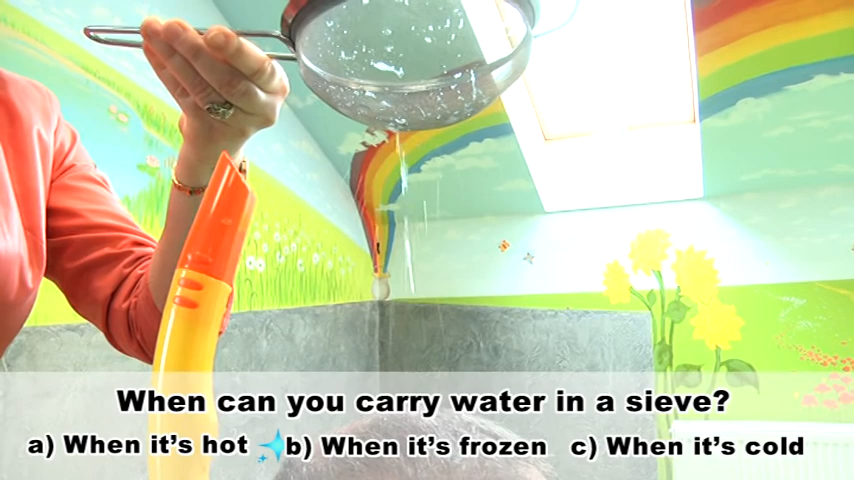 When can you carry water in a sieve?
a) When it's hot b) When it's frozen c) When it's cold